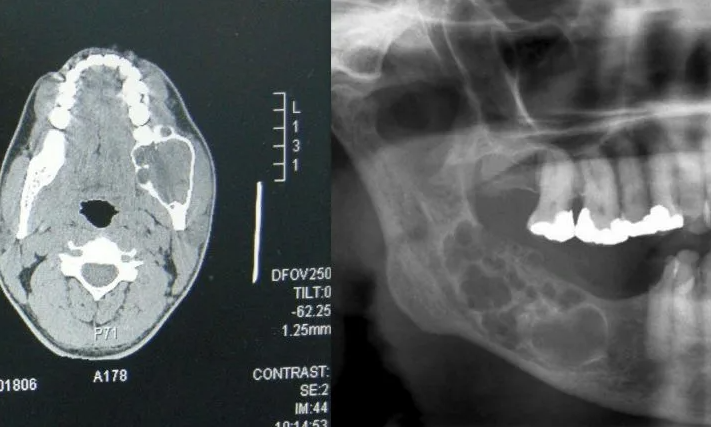 L
1
3
1
DFOV250
TILT:0
-62.25
1.25mm
P71
A178
01806
CONTRAST:
SE:2
IM:44
10:14:53